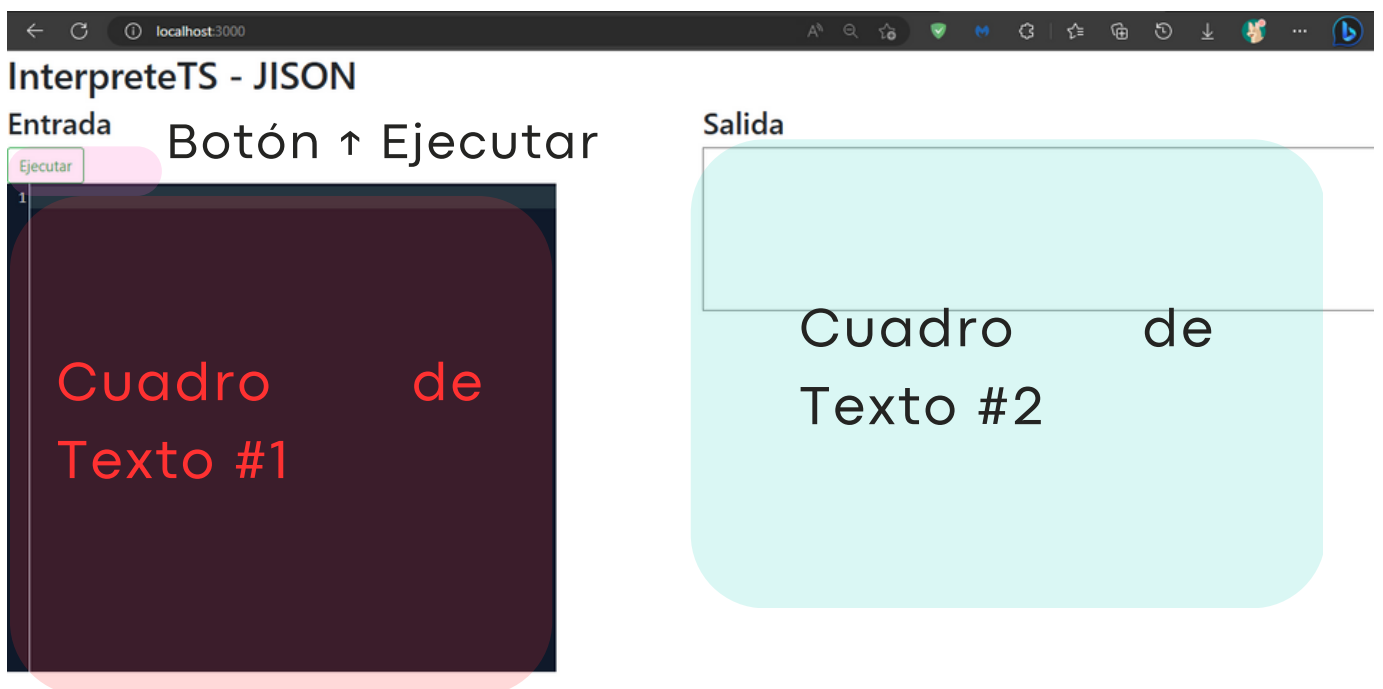 localhost:3000
InterpreteTS - JISON
Entrada
Botón ↑ Ejecutar
Ejecutar
1
Cuadro de
Texto #1
Salida
Cuadro de
Texto #2